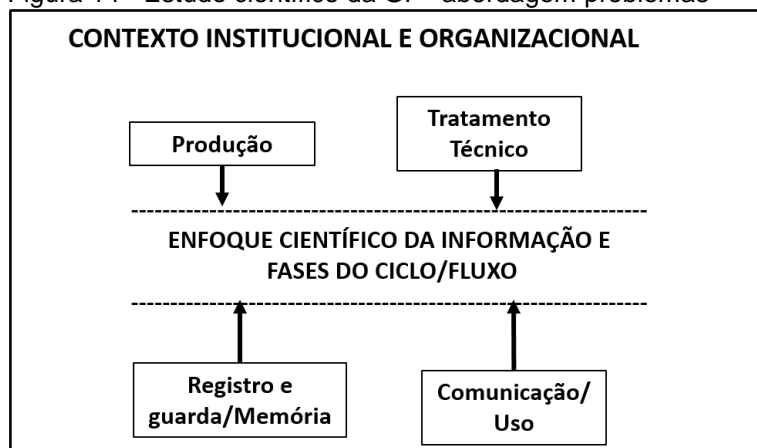 CONTEXTO INSTITUCIONAL E ORGANIZACIONAL
Produção
Tratamento
Técnico
ENFOQUE CIENTÍFICO DA INFORMAÇÃO E
FASES DO CICLO/FLUXO
Registro e
guarda/Memória
Comunicação/
Uso